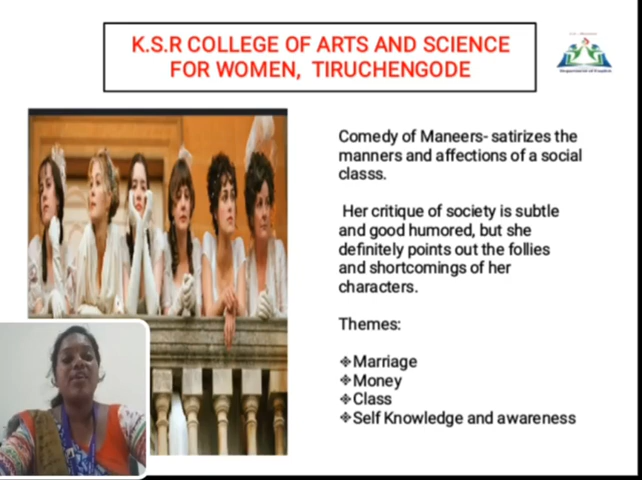 K.S.R COLLEGE OF ARTS AND SCIENCE
FOR WOMEN, TIRUCHENGODE
Comedy of Maneers- satirizes the
manners and affections of a social
classs.
Her critique of society is subtle
and good humored, but she
definitely points out the follies
and shortcomings of her
characters.
Themes:
❖Marriage
❖Money
❖Class
❖Self Knowledge and awareness